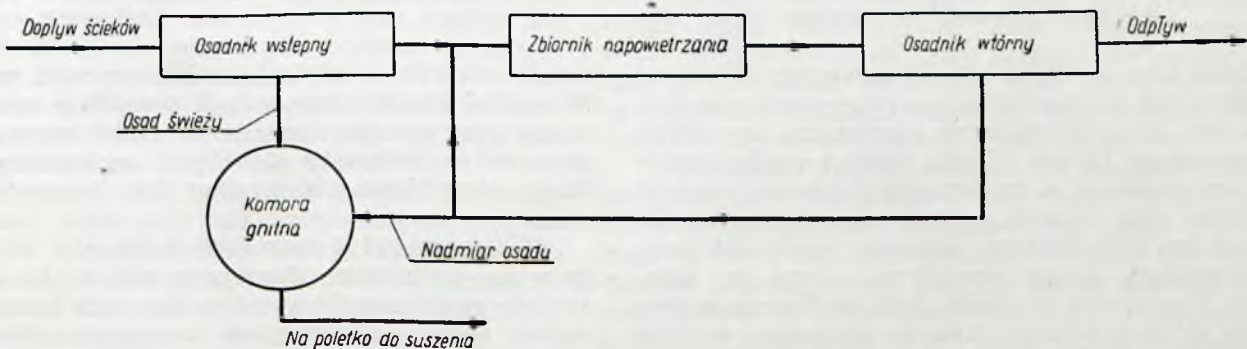 Dopływ ścieków
Osadnik wstępny
Zbiornik napowietrzania
Osadnik wtórny
Odpływ
Osad świeży
Komora
gnilna
Nadmiar osadu
Na poletko do suszenia